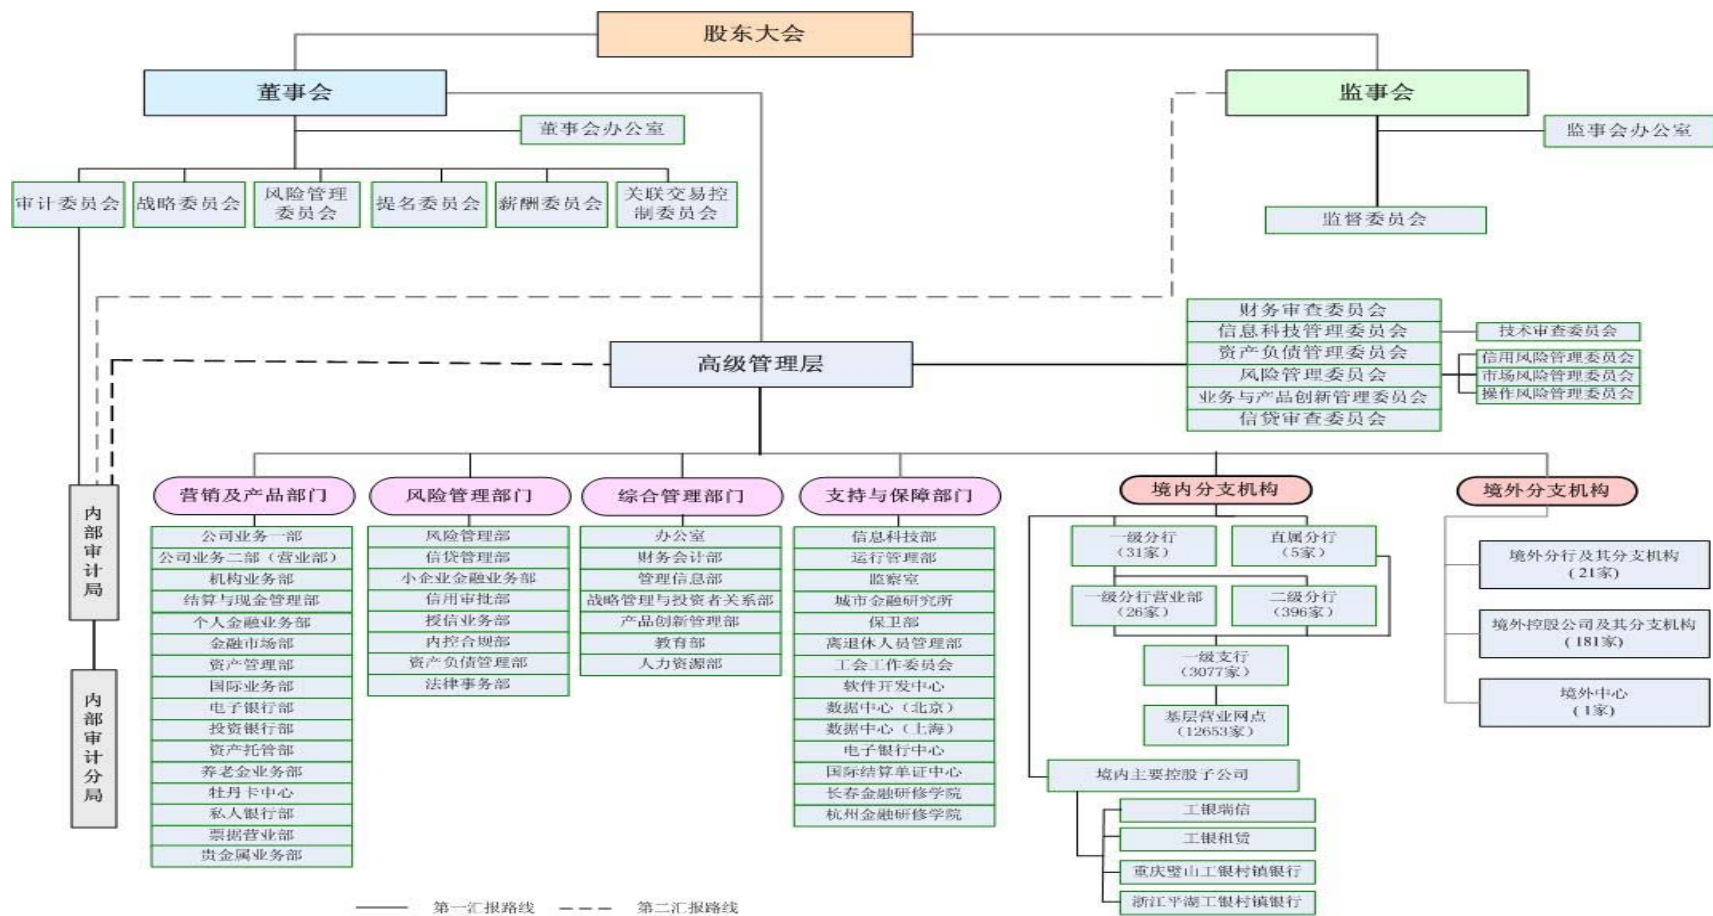 股东大会
董事会
监事会
董事会办公室
监事会办公室
审计委员会
战略委员会
风险管理
委员会
提名委员会
薪酬委员会
关联交易控
制委员会
监督委员会
高级管理层
财务审查委员会
信息科技管理委员会
资产负债管理委员会
风险管理委员会
业务与产品创新管理委员会
信贷审查委员会
技术审查委员会
信用风险管理委员会
市场风险管理委员会
操作风险管理委员会
内部审计局
内部审计分局
营销及产品部门
公司业务一部
公司业务二部（营业部）
机构业务部
结算与现金管理部
个人金融业务部
金融市场部
资产管理部
国际业务部
电子银行部
投资银行部
资产托管部
养老金业务部
牡丹卡中心
私人银行部
票据营业部
贵金属业务部
风险管理部门
风险管理部
信贷管理部
小企业金融业务部
信用审批部
授信业务部
内控合规部
资产负债管理部
法律事务部
综合管理部门
办公室
财务会计部
管理信息部
战略管理与投资者关系部
产品创新管理部
教育部
人力资源部
支持与保障部门
信息科技部
运行管理部
监察室
城市金融研究所
保卫部
离退休人员管理部
工会工作委员会
软件开发中心
数据中心（北京）
数据中心（上海）
电子银行中心
国际结算单证中心
长春金融研修学院
杭州金融研修学院
境内分支机构
一级分行
（31家）
直属分行
（5家）
一级分行营业部
（26家）
二级分行
（396家）
一级支行
（3077家）
基层营业网点
（12653家）
境内主要控股子公司
工银瑞信
工银租赁
重庆璧山工银村镇银行
浙江平湖工银村镇银行
境外分支机构
境外分行及其分支机构
( 21家)
境外控股公司及其分支机构
( 181家)
境外中心
( 1家)
第一汇报路线
第二汇报路线